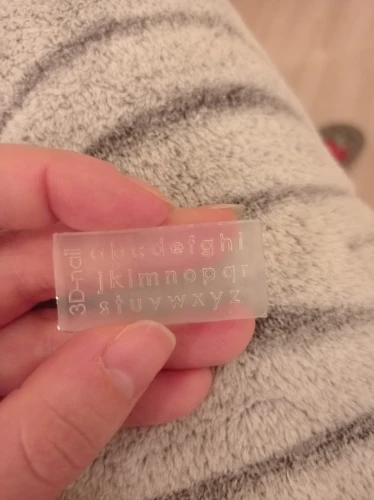 3D-nail
abcdefghi
jklmnopqr
stuvwxyz